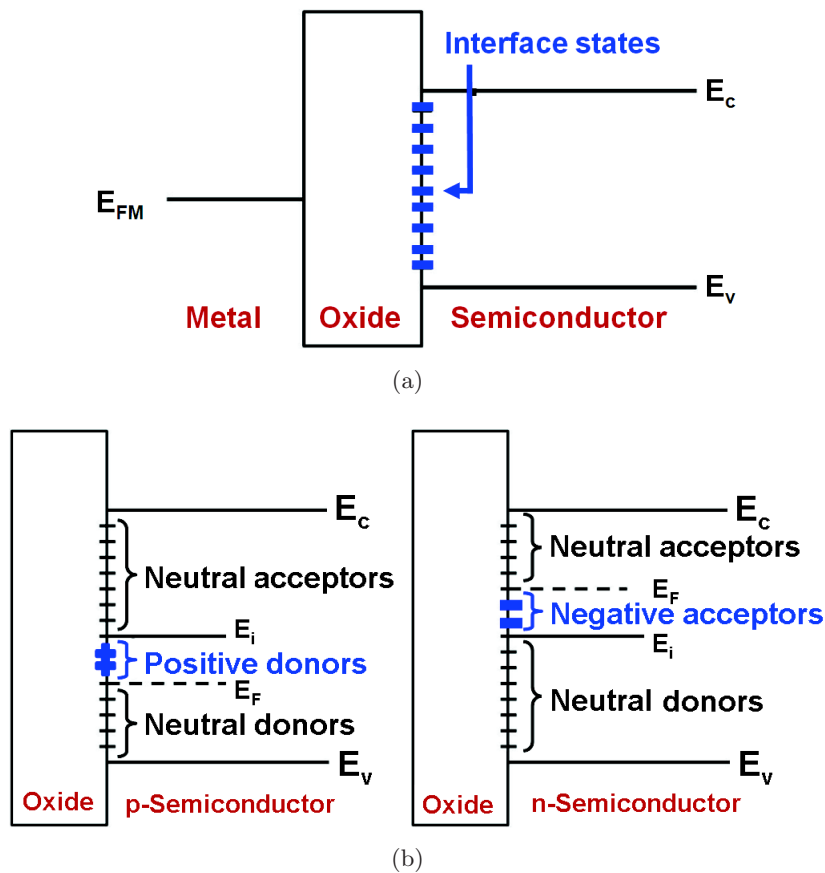 Interface states
E_c
E_FM
E_v
Metal Oxide Semiconductor
(a)
E_c
Neutral acceptors
E_i
Positive donors
E_F
Neutral donors
E_v
Oxide p-Semiconductor
E_c
Neutral acceptors
E_F
Negative acceptors
E_i
Neutral donors
E_v
Oxide n-Semiconductor
(b)